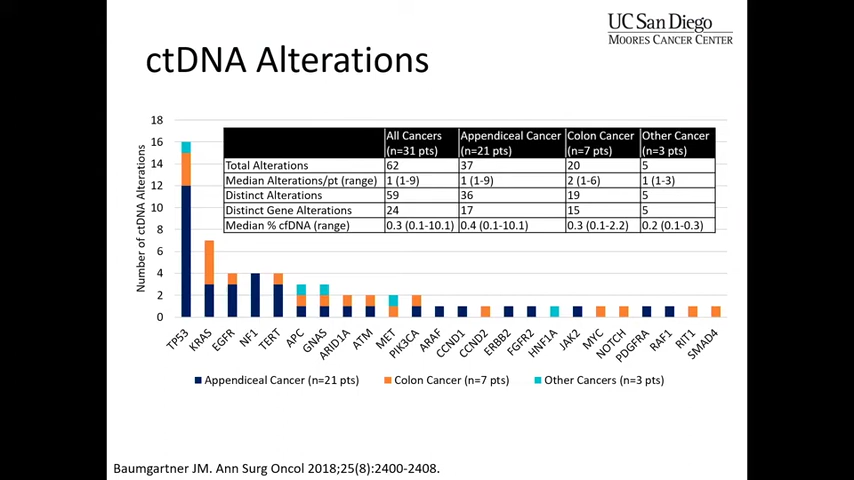 UC San Diego
MOORES CANCER CENTER
ctDNA Alterations
Number of ctDNA Alterations
18
16
14
12
10
8
6
4
2
0
All Cancers (n=31 pts) Appendiceal Cancer (n=21 pts) Colon Cancer (n=7 pts) Other Cancer (n=3 pts)
Total Alterations 62 37 20 5
Median Alterations/pt (range) 1 (1-9) 1 (1-9) 2 (1-6) 1 (1-3)
Distinct Alterations 59 36 19 5
Distinct Gene Alterations 24 17 15 5
Median % cfDNA (range) 0.3 (0.1-10.1) 0.4 (0.1-10.1) 0.3 (0.1-2.2) 0.2 (0.1-0.3)
TP53 KRAS EGFR NF1 TERT APC GNAS ARID1A ATM MET PIK3CA ARAF CCND1 CCND2 ERBB2 FGFR2 HNF1A JAK2 MYC NOTCH PDGFRA RAF1 RIT1 SMAD4
Appendiceal Cancer (n=21 pts) Colon Cancer (n=7 pts) Other Cancers (n=3 pts)
Baumgartner JM. Ann Surg Oncol 2018;25(8):2400-2408.